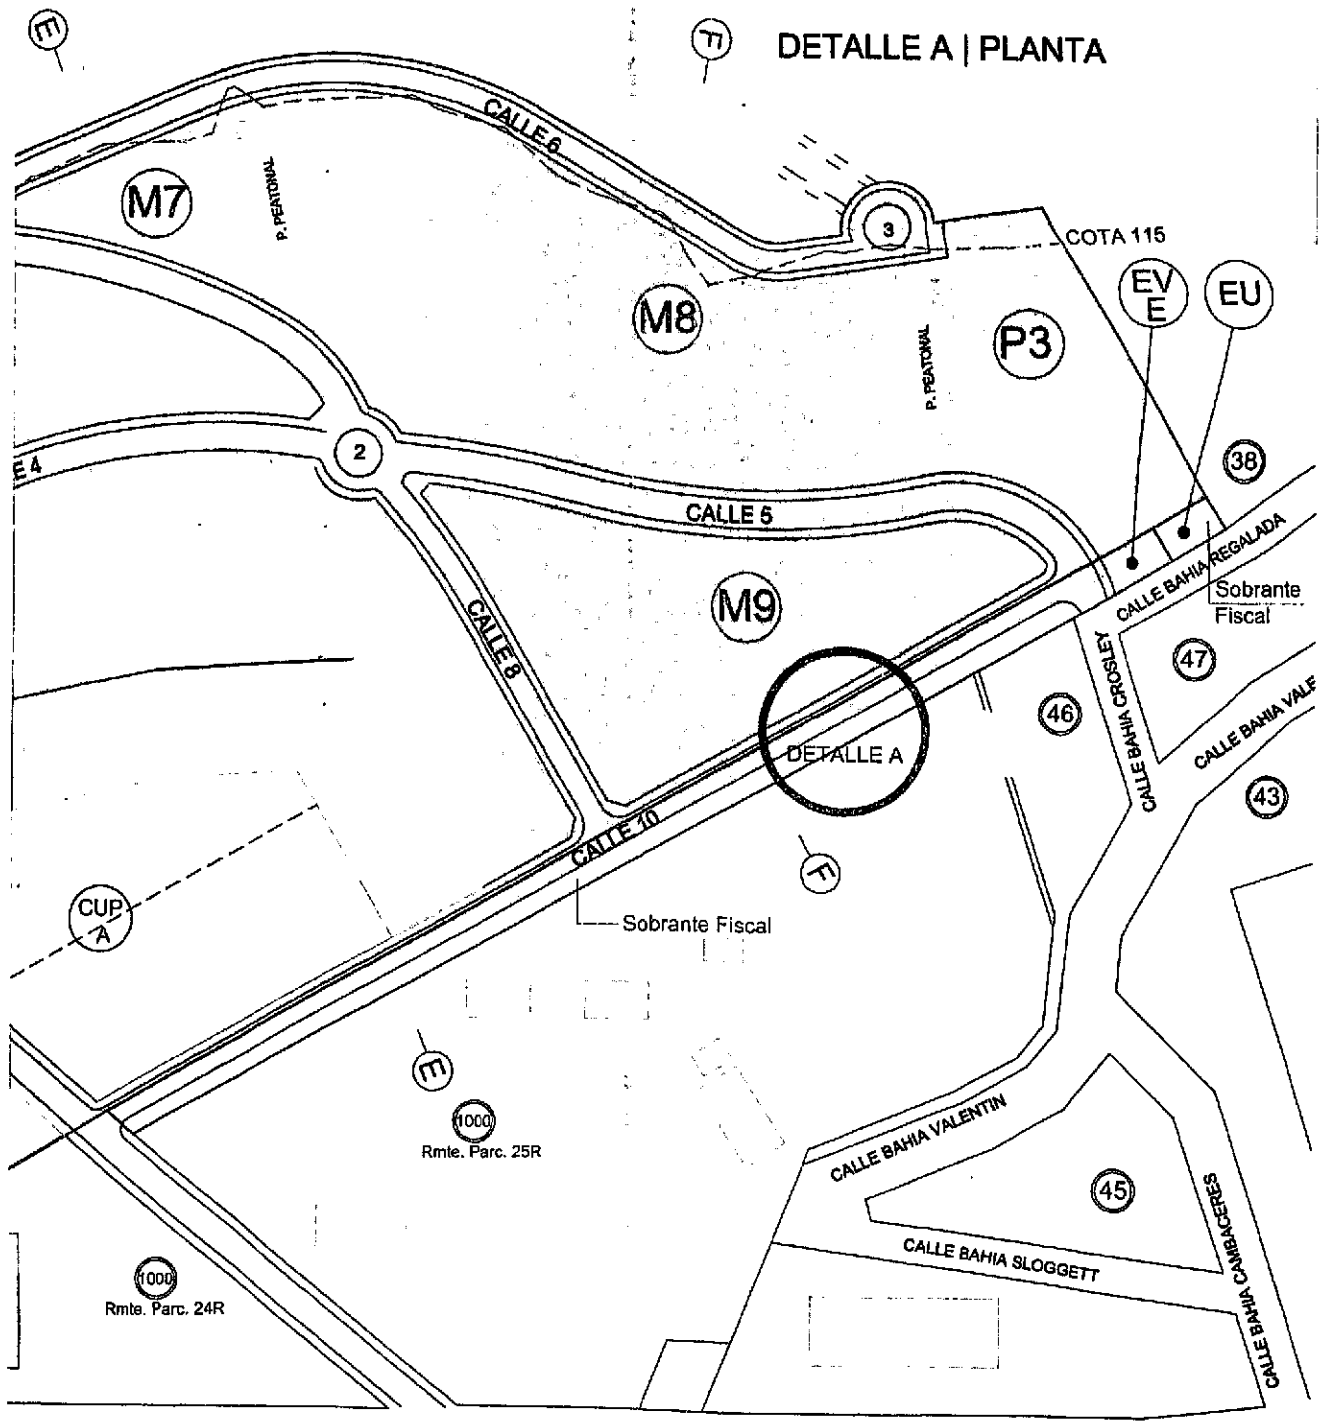 E
F
DETALLE A | PLANTA
CALLE 6
M7
P. PEATONAL
3
COTA 115
EV
E
EU
M8
P3
P. PEATONAL
2
E 4
38
CALLE 5
CALLE BAHIA REGALADA
Sobrante
Fiscal
M9
CALLE 8
47
46
CALLE BAHIA CROSLEY
CALLE BAHIA VALE
DETALLE A
43
CALLE 10
F
CUP
A
Sobrante Fiscal
E
1000
Rmte. Parc. 25R
CALLE BAHIA VALENTIN
45
CALLE BAHIA CAMBACERES
CALLE BAHIA SLOGGETT
1000
Rmte. Parc. 24R